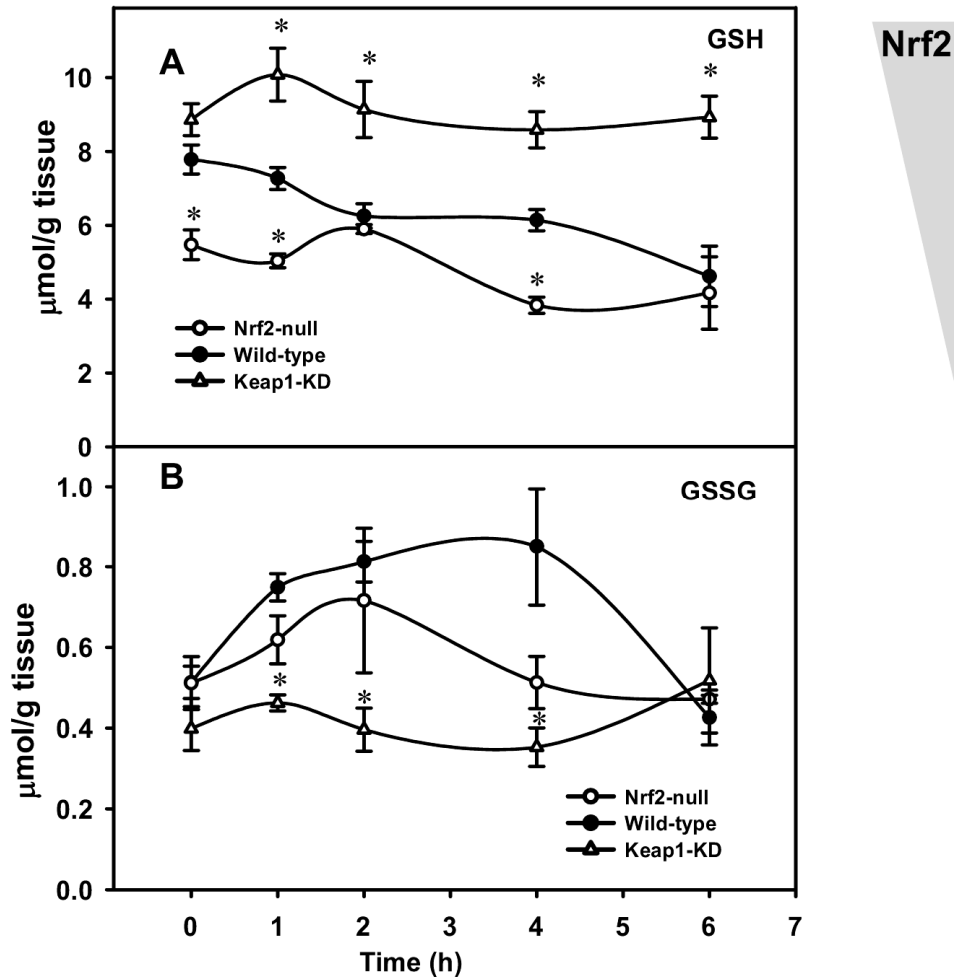 A
GSH
Nrf2
*
*
*
*
*
*
*
10
8
6
4
2
0
μmol/g tissue
Nrf2-null
Wild-type
Keap1-KD
B
GSSG
1.0
0.8
0.6
0.4
0.2
0.0
μmol/g tissue
*
*
*
Nrf2-null
Wild-type
Keap1-KD
0 1 2 3 4 5 6 7
Time (h)